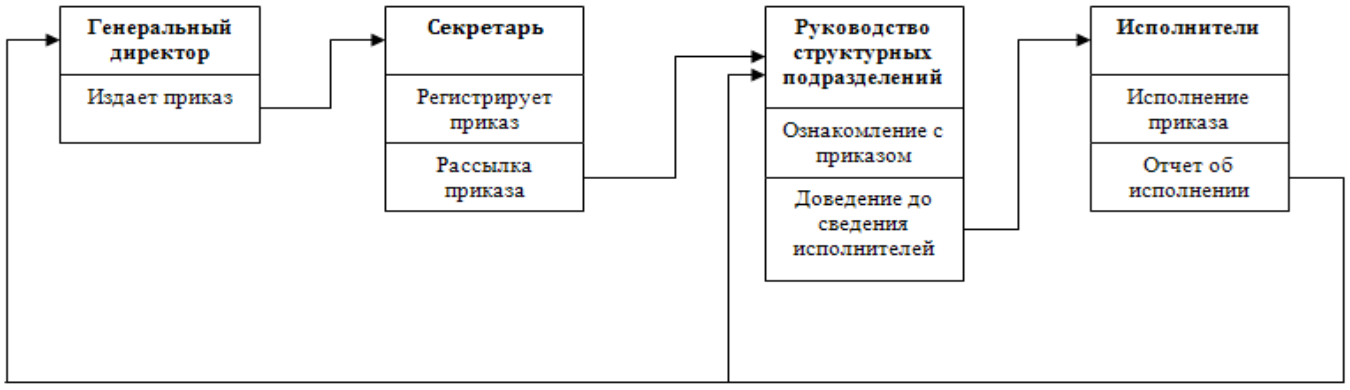 Генеральный
директор
Издает приказ
Секретарь
Регистрирует
приказ
Рассылка
приказа
Руководство
структурных
подразделений
Ознакомление с
приказом
Доведение до
сведения
исполнителей
Исполнители
Исполнение
приказа
Отчет об
исполнении